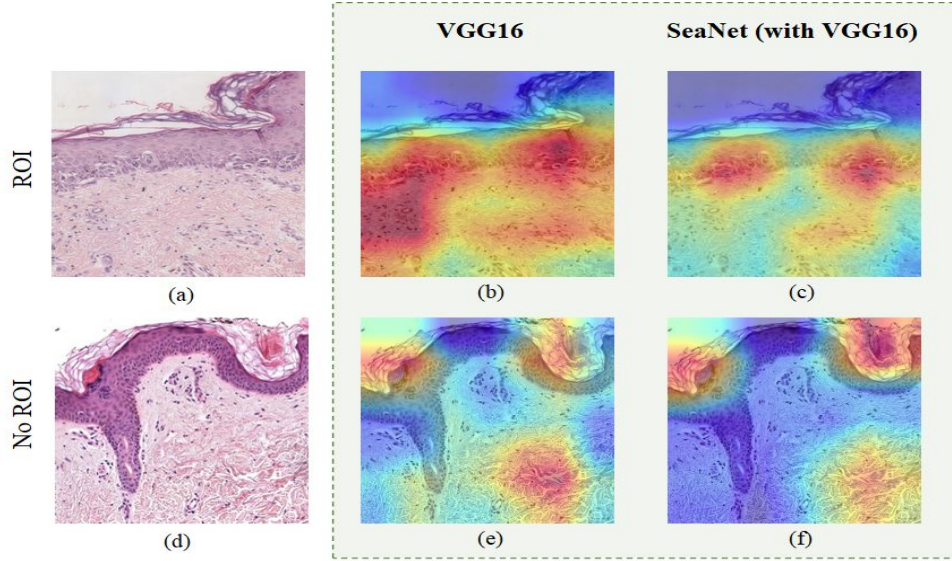 VGG16 SeaNet (with VGG16)
ROI
(a) (b) (c)
No ROI
(d) (e) (f)